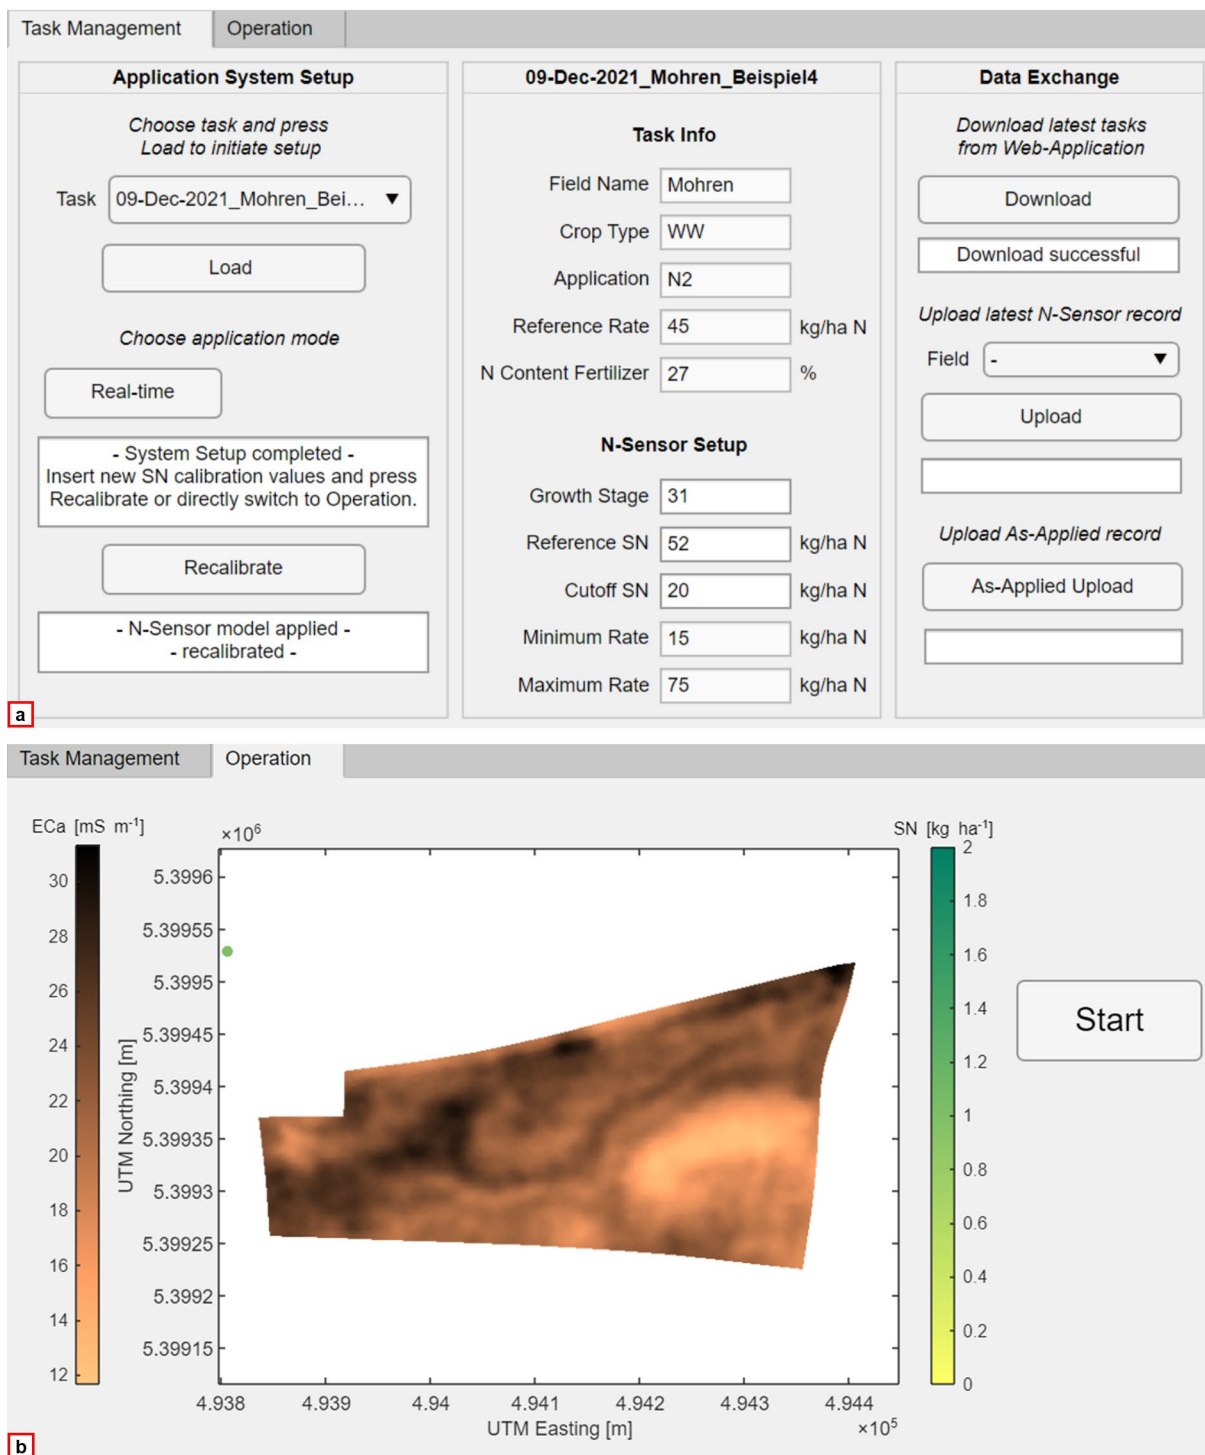 Task Management
Operation
Application System Setup
Choose task and press
Load to initiate setup
Task
09-Dec-2021_Mohren_Bei...
Load
Choose application mode
Real-time
- System Setup completed -
Insert new SN calibration values and press
Recalibrate or directly switch to Operation.
Recalibrate
- N-Sensor model applied -
- recalibrated -
09-Dec-2021_Mohren_Beispiel4
Task Info
Field Name Mohren
Crop Type WW
Application N2
Reference Rate 45 kg/ha N
N Content Fertilizer 27 %
N-Sensor Setup
Growth Stage 31
Reference SN 52 kg/ha N
Cutoff SN 20 kg/ha N
Minimum Rate 15 kg/ha N
Maximum Rate 75 kg/ha N
Data Exchange
Download latest tasks
from Web-Application
Download
Download successful
Upload latest N-Sensor record
Field -
Upload
Upload As-Applied record
As-Applied Upload
a
Task Management
Operation
ECa [mS m⁻¹]
30
28
26
24
22
20
18
16
14
12
×10⁶
UTM Northing [m]
5.3996
5.39955
5.3995
5.39945
5.3994
5.39935
5.3993
5.39925
5.3992
5.39915
4.938 4.939 4.94 4.941 4.942 4.943 4.944
UTM Easting [m]
×10⁵
SN [kg ha⁻¹]
2
1.8
1.6
1.4
1.2
1
0.8
0.6
0.4
0.2
0
Start
b